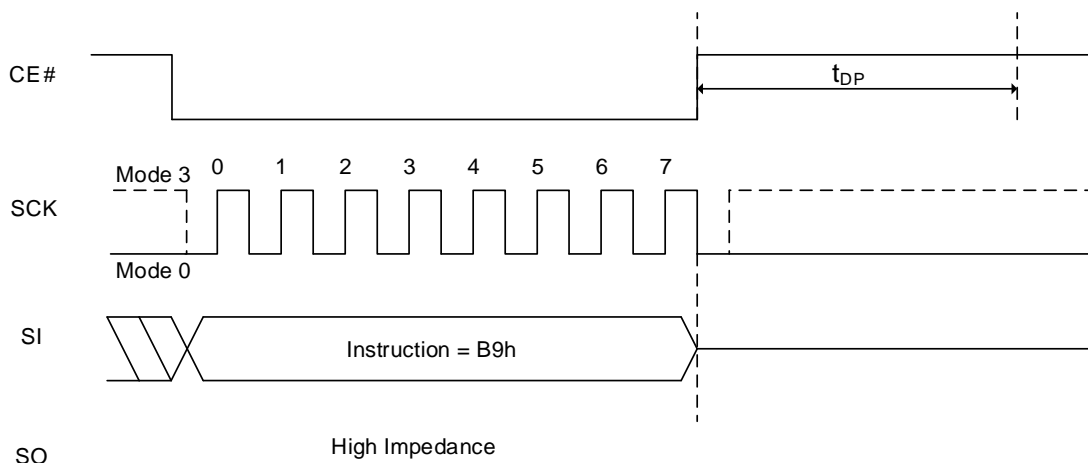 CE#
tDP
Mode 3
0 1 2 3 4 5 6 7
SCK
Mode 0
SI
Instruction = B9h
High Impedance
SO